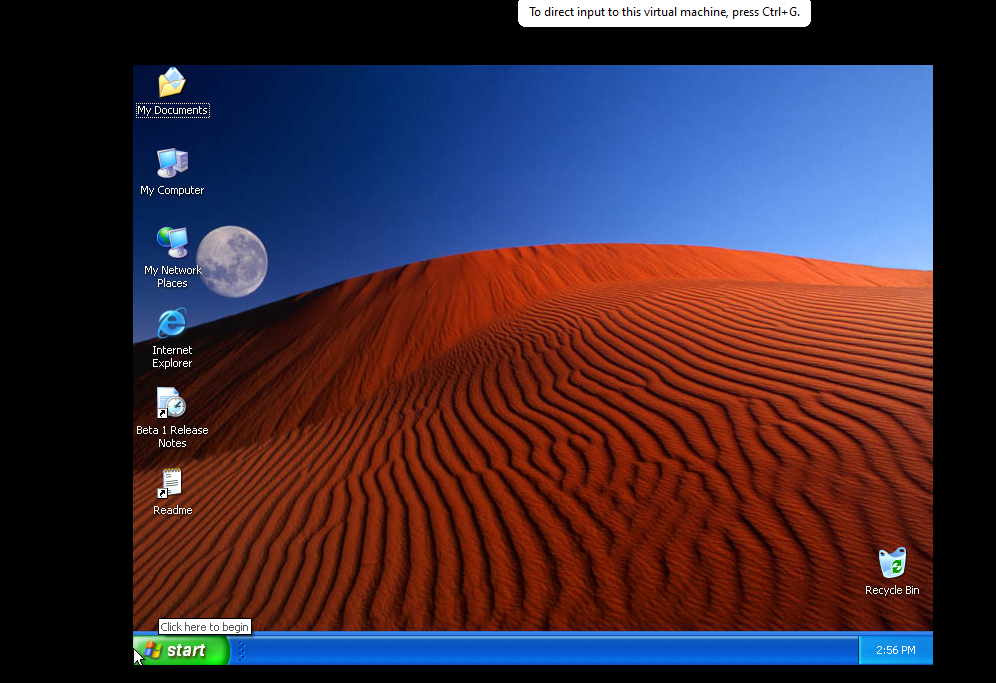 To direct input to this virtual machine, press Ctrl+G.
My Documents
My Computer
My Network
Places
Internet
Explorer
Beta 1 Release
Notes
Readme
Recycle Bin
Click here to begin
start
2:56 PM